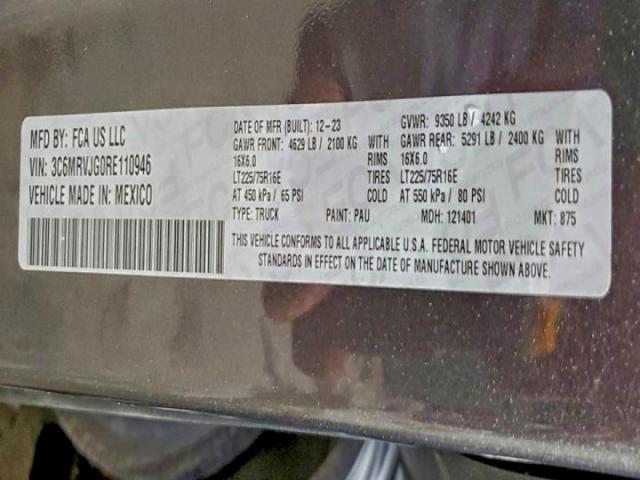 MFD BY: FCA US LLC
VIN: 3C6MRVJG0RE110946
VEHICLE MADE IN: MEXICO
DATE OF MFR (BUILT): 12-23 GVWR: 9350 LB / 4242 KG
GAWR FRONT: 4629 LB / 2100 KG WITH GAWR REAR: 5291 LB / 2400 KG WITH
16X6.0 RIMS 16X6.0 RIMS
LT225/75R16E TIRES LT225/75R16E TIRES
AT 450 kPa / 65 PSI COLD AT 550 kPa / 80 PSI COLD
TYPE: TRUCK PAINT: PAU MDH: 121401 MKT: 875
THIS VEHICLE CONFORMS TO ALL APPLICABLE U.S.A. FEDERAL MOTOR VEHICLE SAFETY
STANDARDS IN EFFECT ON THE DATE OF MANUFACTURE SHOWN ABOVE.